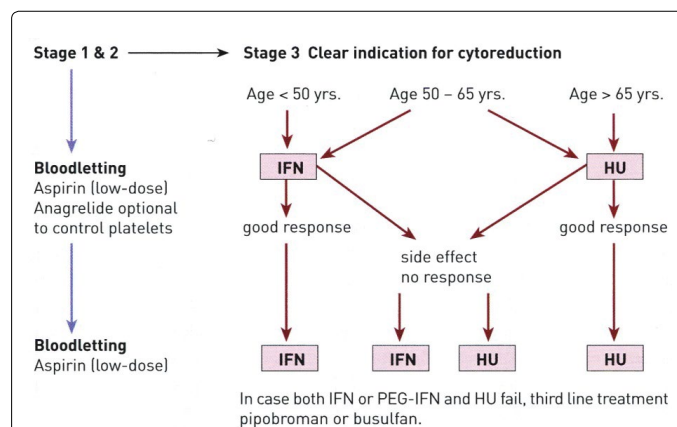 Stage 1 & 2
Stage 3 Clear indication for cytoreduction
Age < 50 yrs.
Age 50 – 65 yrs.
Age > 65 yrs.
Bloodletting
Aspirin (low-dose)
Anagrelide optional
to control platelets
IFN
HU
good response
good response
side effect
no response
Bloodletting
Aspirin (low-dose)
IFN
IFN
HU
HU
In case both IFN or PEG-IFN and HU fail, third line treatment
pipobroman or busulfan.